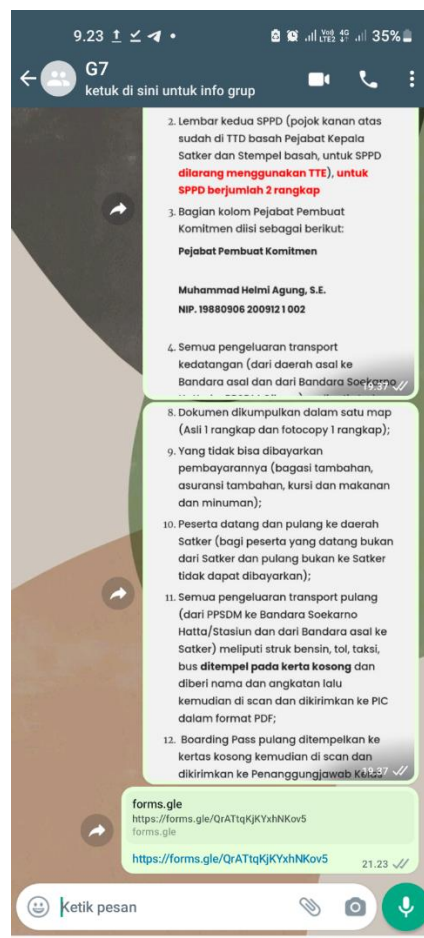 9.23
Vo) 4G
LTE2 35%
G7
ketuk di sini untuk info grup
2. Lembar kedua SPPD (pojok kanan atas
sudah di TTD basah Pejabat Kepala
Satker dan Stempel basah, untuk SPPD
dilarang menggunakan TTE), untuk
SPPD berjumlah 2 rangkap
3. Bagian kolom Pejabat Pembuat
Komitmen diisi sebagai berikut:
Pejabat Pembuat Komitmen
Muhammad Helmi Agung, S.E.
NIP. 19880906 200912 1 002
4. Semua pengeluaran transport
kedatangan (dari daerah asal ke
Bandara asal dan dari Bandara Soekarno
19.37
8. Dokumen dikumpulkan dalam satu map
(Asli 1 rangkap dan fotocopy 1 rangkap);
9. Yang tidak bisa dibayarkan
pembayarannya (bagasi tambahan,
asuransi tambahan, kursi dan makanan
dan minuman);
10. Peserta datang dan pulang ke daerah
Satker (bagi peserta yang datang bukan
dari Satker dan pulang bukan ke Satker
tidak dapat dibayarkan);
11. Semua pengeluaran transport pulang
(dari PPSDM ke Bandara Soekarno
Hatta/Stasiun dan dari Bandara asal ke
Satker) meliputi struk bensin, tol, taksi,
bus ditempel pada kerta kosong dan
diberi nama dan angkatan lalu
kemudian di scan dan dikirimkan ke PIC
dalam format PDF;
12. Boarding Pass pulang ditempelkan ke
kertas kosong kemudian di scan dan
dikirimkan ke Penanggungjawab Kelas
19.37
forms.gle
https://forms.gle/QrATtqKjKYxhNKov5
forms.gle
https://forms.gle/QrATtqKjKYxhNKov5
21.23
Ketik pesan